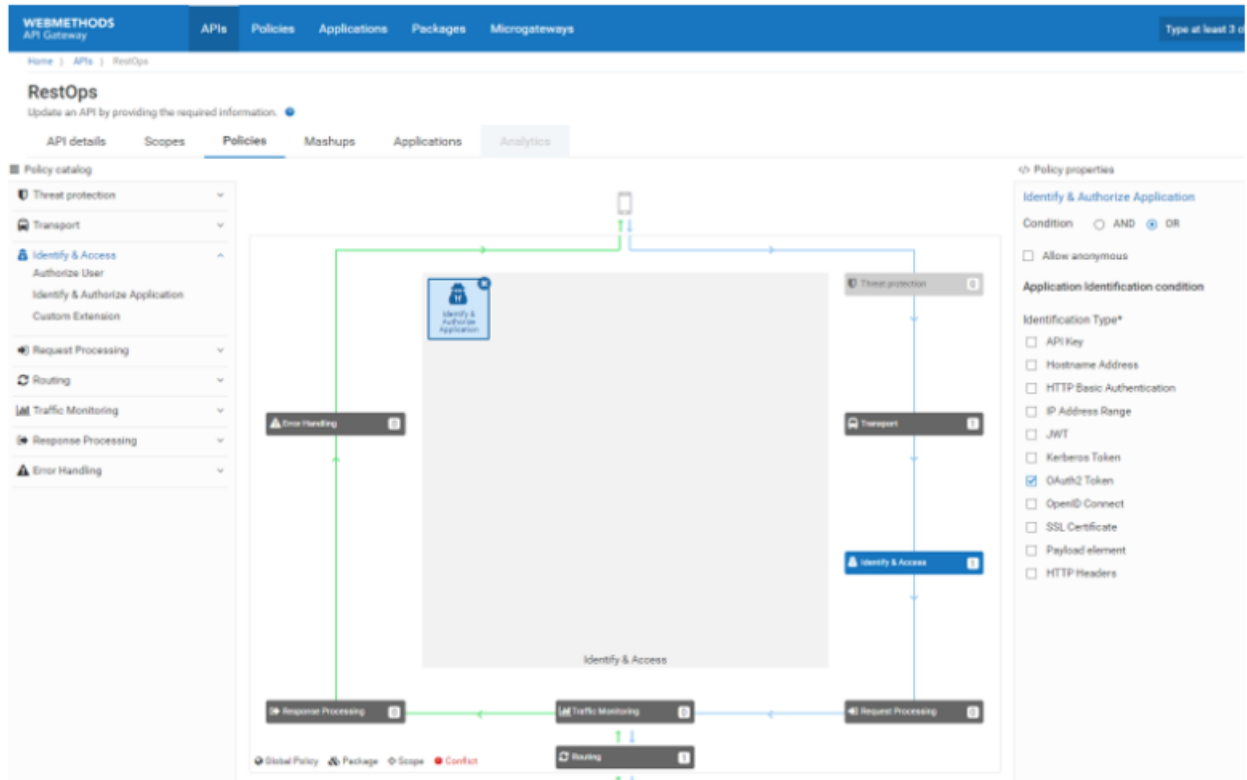 WEBMETHODS
API Gateway
APIs
Policies
Applications
Packages
Microgateways
Type at least 3 c
Home | APIs | RestOps
RestOps
Update an API by providing the required information.
API details
Scopes
Policies
Mashups
Applications
Analytics
Policy catalog
Threat protection
Transport
Identify & Access
Authorize User
Identify & Authorize Application
Custom Extension
Request Processing
Routing
Traffic Monitoring
Response Processing
Error Handling
Identify &
Authorize
Application
Threat protection 0
Error Handling 0
Transport 1
Identify & Access 1
Identify & Access
Response Processing 0
Traffic Monitoring 0
Request Processing 0
Routing 1
Global Policy Package Scope Conflict
</> Policy properties
Identify & Authorize Application
Condition AND OR
Allow anonymous
Application Identification condition
Identification Type*
API Key
Hostname Address
HTTP Basic Authentication
IP Address Range
JWT
Kerberos Token
OAuth2 Token
OpenID Connect
SSL Certificate
Payload element
HTTP Headers